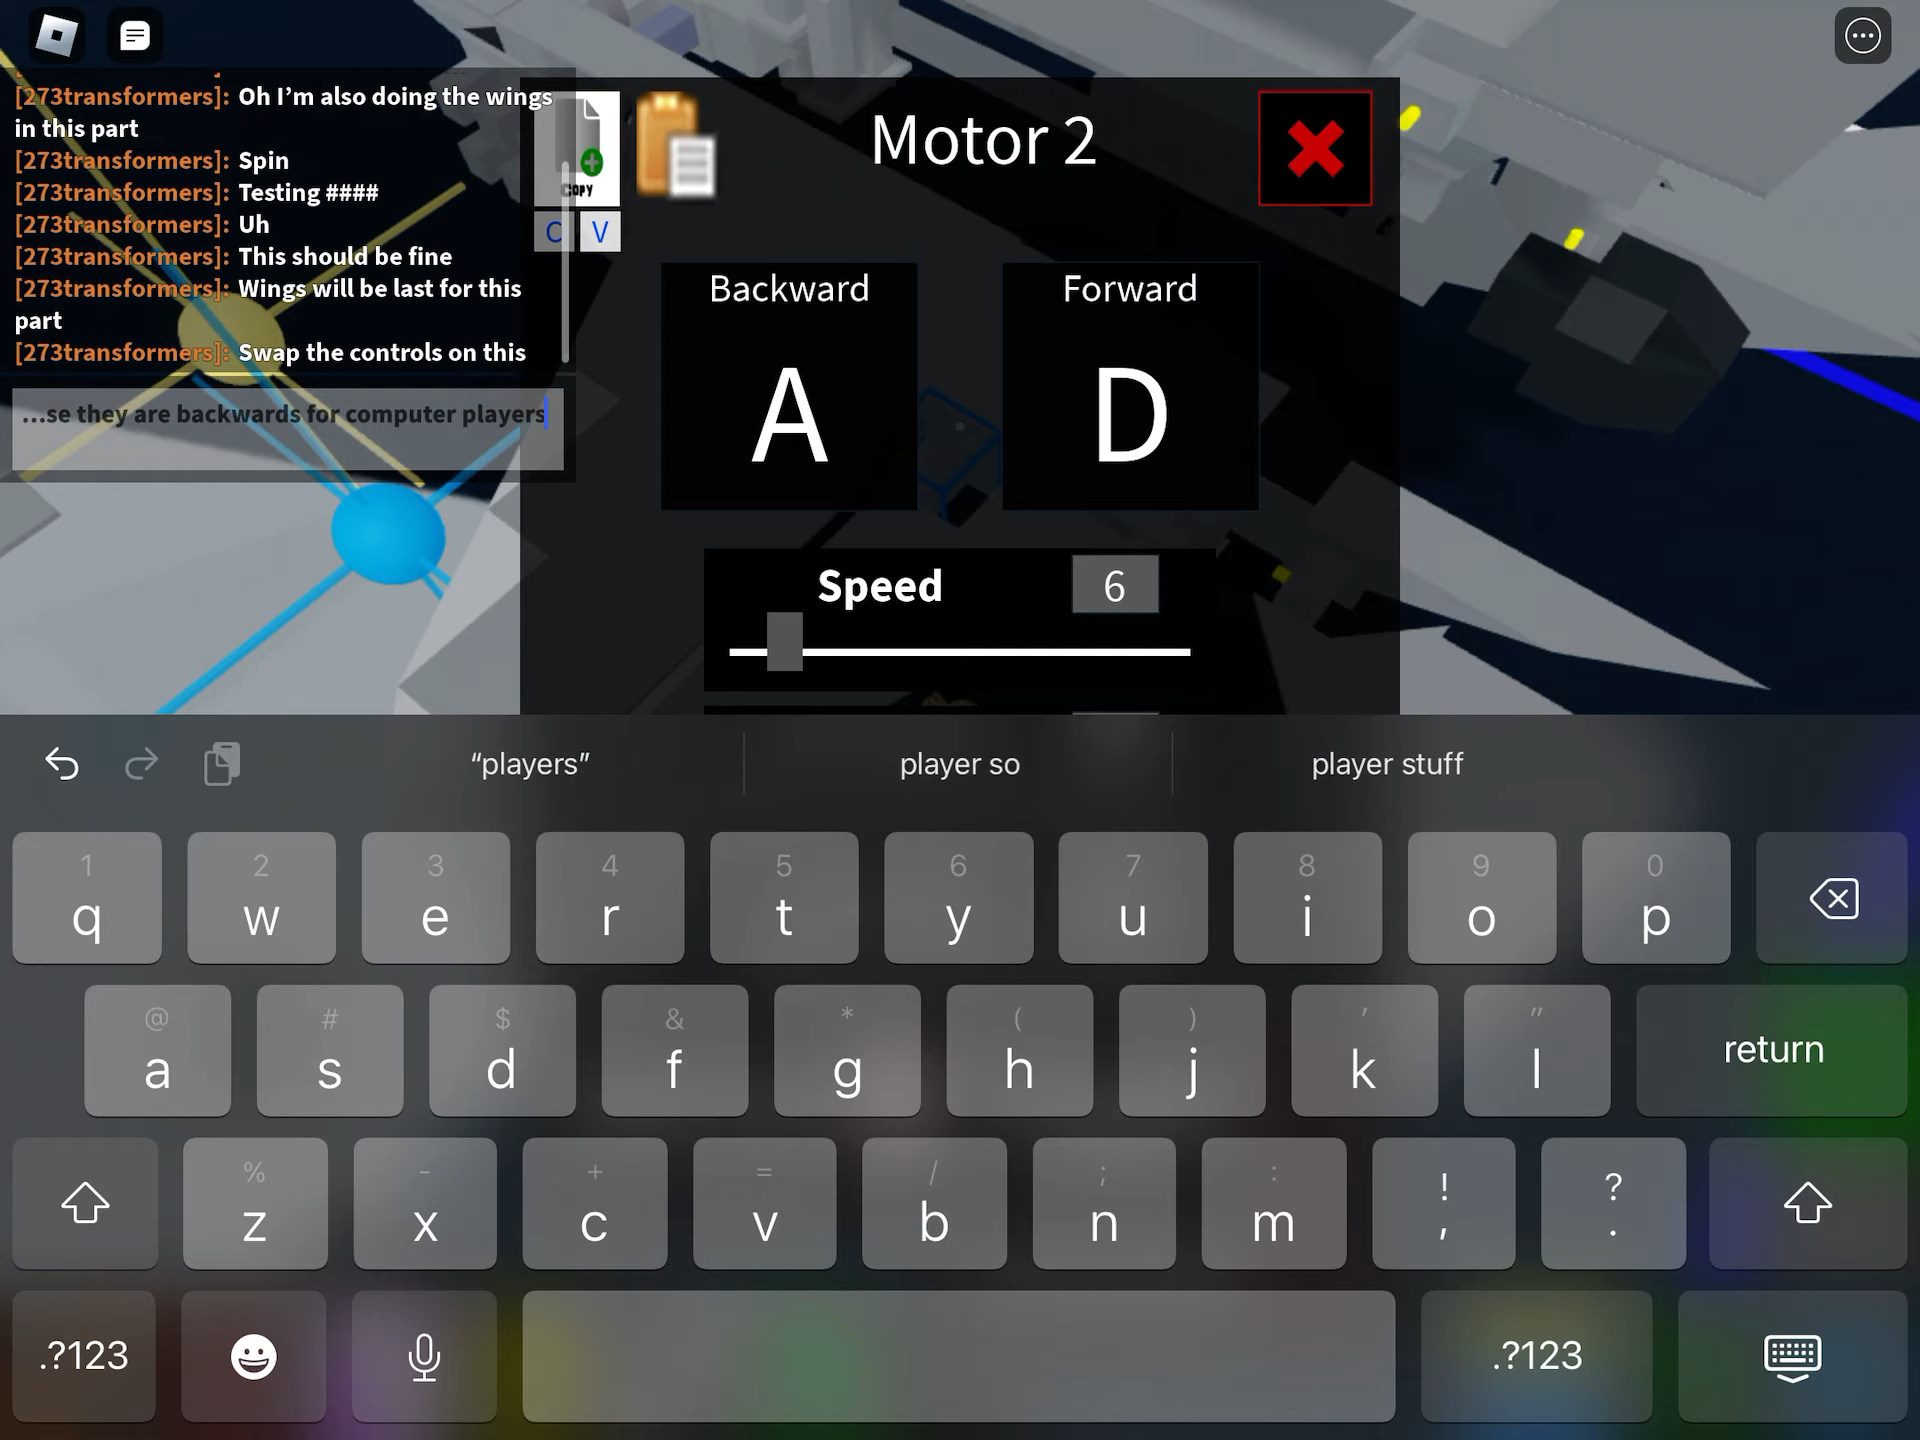 [273transformers]: Oh I'm also doing the wings
in this part
[273transformers]: Spin
[273transformers]: Testing ####
[273transformers]: Uh
[273transformers]: This should be fine
[273transformers]: Wings will be last for this
part
[273transformers]: Swap the controls on this
...se they are backwards for computer players
Copy
C V
Motor 2
Backward Forward
A D
Speed 6
“players” player so player stuff
1 2 3 4 5 6 7 8 9 0
q w e r t y u i o p
@ # $ & * ( ) ' "
a s d f g h j k l return
% - + = / ; : ! ?
z x c v b n m , .
.?123 .?123